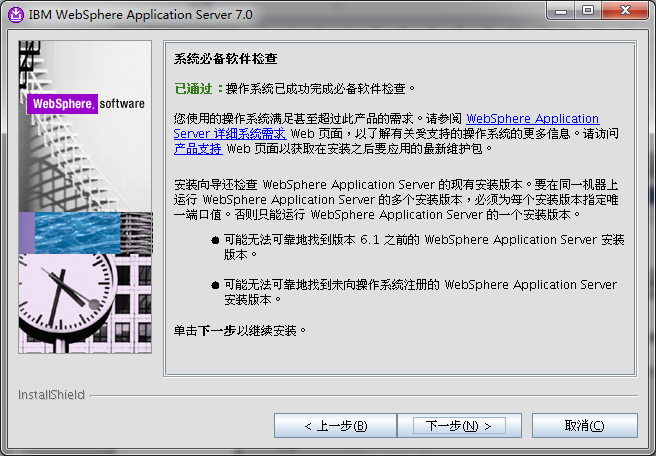 IBM WebSphere Application Server 7.0
WebSphere. software
系统必备软件检查
已通过：操作系统已成功完成必备软件检查。
您使用的操作系统满足甚至超过此产品的需求。请参阅 WebSphere Application
Server 详细系统需求 Web 页面，以了解有关受支持的操作系统的更多信息。请访问
产品支持 Web 页面以获取在安装之后要应用的最新维护包。
安装向导还检查 WebSphere Application Server 的现有安装版本。要在同一机器上
运行 WebSphere Application Server 的多个安装版本，必须为每个安装版本指定唯
一端口值。否则只能运行 WebSphere Application Server 的一个安装版本。
● 可能无法可靠地找到版本 6.1 之前的 WebSphere Application Server 安装
版本。
● 可能无法可靠地找到未向操作系统注册的 WebSphere Application Server
安装版本。
单击下一步以继续安装。
InstallShield
< 上一步(B) 下一步(N) > 取消(C)